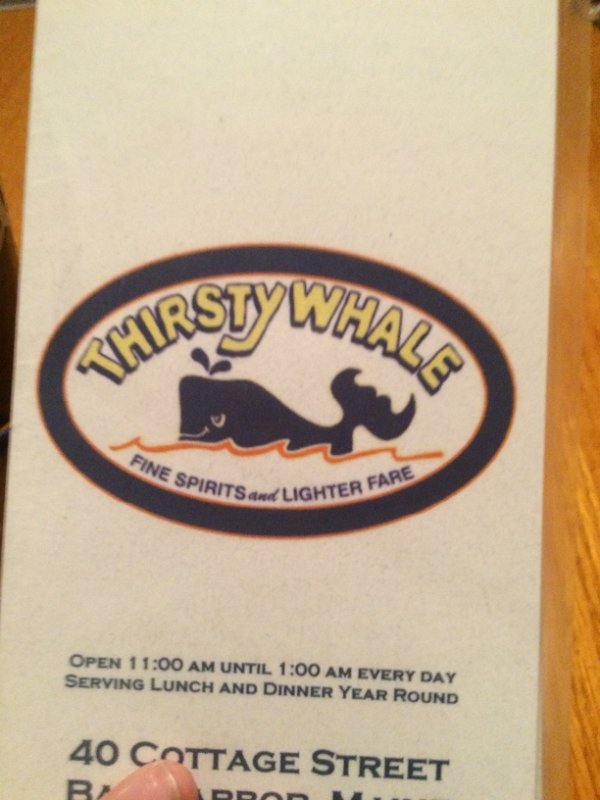 THIRSTY WHALE
FINE SPIRITS and LIGHTER FARE
OPEN 11:00 AM UNTIL 1:00 AM EVERY DAY
SERVING LUNCH AND DINNER YEAR ROUND
40 COTTAGE STREET